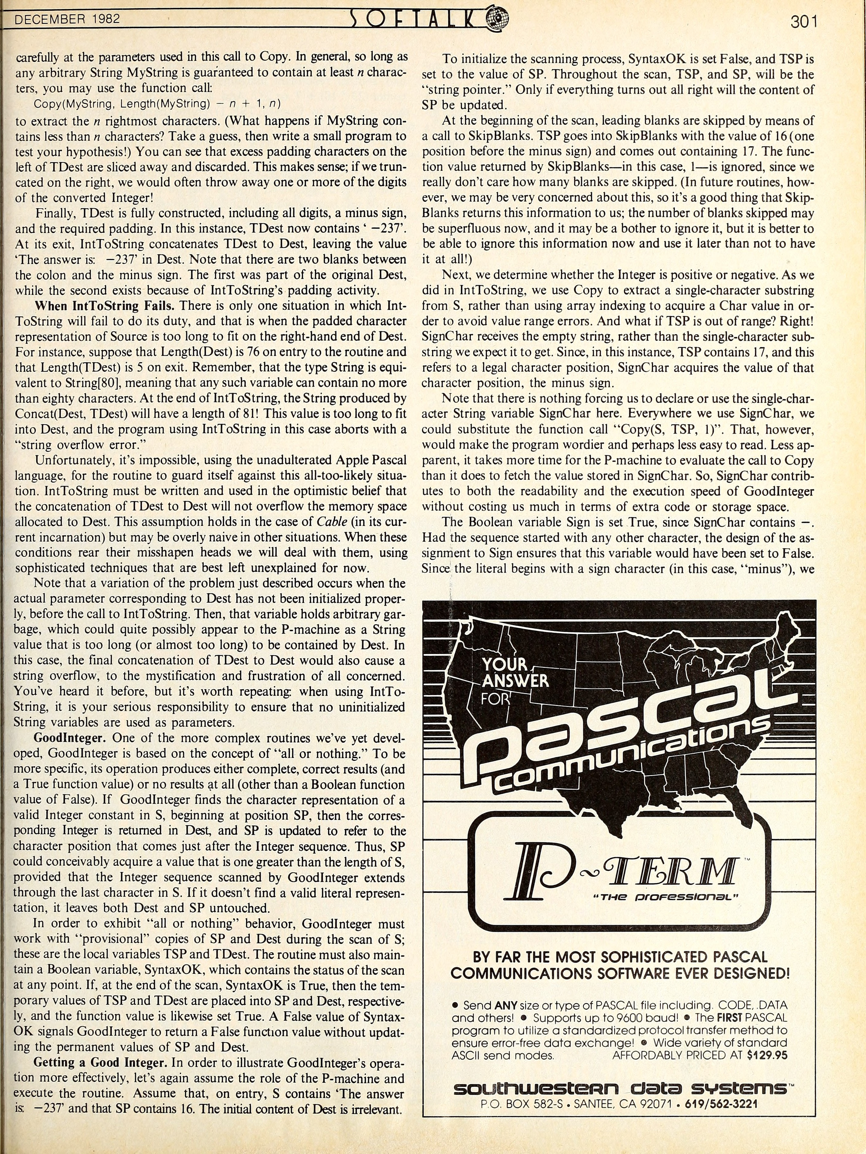 DECEMBER 1982
SOFTALK
301
carefully at the parameters used in this call to Copy. In general, so long as
any arbitrary String MyString is guaranteed to contain at least n charac-
ters, you may use the function call:
Copy(MyString, Length(MyString) − n + 1, n)
to extract the n rightmost characters. (What happens if MyString con-
tains less than n characters? Take a guess, then write a small program to
test your hypothesis!) You can see that excess padding characters on the
left of TDest are sliced away and discarded. This makes sense; if we trun-
cated on the right, we would often throw away one or more of the digits
of the converted Integer!
Finally, TDest is fully constructed, including all digits, a minus sign,
and the required padding. In this instance, TDest now contains ‘ −237’.
At its exit, IntToString concatenates TDest to Dest, leaving the value
‘The answer is:  −237’ in Dest. Note that there are two blanks between
the colon and the minus sign. The first was part of the original Dest,
while the second exists because of IntToString’s padding activity.
When IntToString Fails. There is only one situation in which Int-
ToString will fail to do its duty, and that is when the padded character
representation of Source is too long to fit on the right-hand end of Dest.
For instance, suppose that Length(Dest) is 76 on entry to the routine and
that Length(TDest) is 5 on exit. Remember, that the type String is equi-
valent to String[80], meaning that any such variable can contain no more
than eighty characters. At the end of IntToString, the String produced by
Concat(Dest, TDest) will have a length of 81! This value is too long to fit
into Dest, and the program using IntToString in this case aborts with a
“string overflow error.”
Unfortunately, it’s impossible, using the unadulterated Apple Pascal
language, for the routine to guard itself against this all-too-likely situa-
tion. IntToString must be written and used in the optimistic belief that
the concatenation of TDest to Dest will not overflow the memory space
allocated to Dest. This assumption holds in the case of Cable (in its cur-
rent incarnation) but may be overly naive in other situations. When these
conditions rear their misshapen heads we will deal with them, using
sophisticated techniques that are best left unexplained for now.
Note that a variation of the problem just described occurs when the
actual parameter corresponding to Dest has not been initialized proper-
ly, before the call to IntToString. Then, that variable holds arbitrary gar-
bage, which could quite possibly appear to the P-machine as a String
value that is too long (or almost too long) to be contained by Dest. In
this case, the final concatenation of TDest to Dest would also cause a
string overflow, to the mystification and frustration of all concerned.
You’ve heard it before, but it’s worth repeating: when using IntTo-
String, it is your serious responsibility to ensure that no uninitialized
String variables are used as parameters.
GoodInteger. One of the more complex routines we’ve yet devel-
oped, GoodInteger is based on the concept of “all or nothing.” To be
more specific, its operation produces either complete, correct results (and
a True function value) or no results at all (other than a Boolean function
value of False). If GoodInteger finds the character representation of a
valid Integer constant in S, beginning at position SP, then the corres-
ponding Integer is returned in Dest, and SP is updated to refer to the
character position that comes just after the Integer sequence. Thus, SP
could conceivably acquire a value that is one greater than the length of S,
provided that the Integer sequence scanned by GoodInteger extends
through the last character in S. If it doesn’t find a valid literal represen-
tation, it leaves both Dest and SP untouched.
In order to exhibit “all or nothing” behavior, GoodInteger must
work with “provisional” copies of SP and Dest during the scan of S;
these are the local variables TSP and TDest. The routine must also main-
tain a Boolean variable, SyntaxOK, which contains the status of the scan
at any point. If, at the end of the scan, SyntaxOK is True, then the tem-
porary values of TSP and TDest are placed into SP and Dest, respective-
ly, and the function value is likewise set True. A False value of Syntax-
OK signals GoodInteger to return a False function value without updat-
ing the permanent values of SP and Dest.
Getting a Good Integer. In order to illustrate GoodInteger’s opera-
tion more effectively, let’s again assume the role of the P-machine and
execute the routine. Assume that, on entry, S contains ‘The answer
is:  −237’ and that SP contains 16. The initial content of Dest is irrelevant.
To initialize the scanning process, SyntaxOK is set False, and TSP is
set to the value of SP. Throughout the scan, TSP, and SP, will be the
“string pointer.” Only if everything turns out all right will the content of
SP be updated.
At the beginning of the scan, leading blanks are skipped by means of
a call to SkipBlanks. TSP goes into SkipBlanks with the value of 16 (one
position before the minus sign) and comes out containing 17. The func-
tion value returned by SkipBlanks—in this case, 1—is ignored, since we
really don’t care how many blanks are skipped. (In future routines, how-
ever, we may be very concerned about this, so it’s a good thing that Skip-
Blanks returns this information to us; the number of blanks skipped may
be superfluous now, and it may be a bother to ignore it, but it is better to
be able to ignore this information now and use it later than not to have
it at all!)
Next, we determine whether the Integer is positive or negative. As we
did in IntToString, we use Copy to extract a single-character substring
from S, rather than using array indexing to acquire a Char value in or-
der to avoid value range errors. And what if TSP is out of range? Right!
SignChar receives the empty string, rather than the single-character sub-
string we expect it to get. Since, in this instance, TSP contains 17, and this
refers to a legal character position, SignChar acquires the value of that
character position, the minus sign.
Note that there is nothing forcing us to declare or use the single-char-
acter String variable SignChar here. Everywhere we use SignChar, we
could substitute the function call “Copy(S, TSP, 1)”. That, however,
would make the program wordier and perhaps less easy to read. Less ap-
parent, it takes more time for the P-machine to evaluate the call to Copy
than it does to fetch the value stored in SignChar. So, SignChar contrib-
utes to both the readability and the execution speed of GoodInteger
without costing us much in terms of extra code or storage space.
The Boolean variable Sign is set True, since SignChar contains −.
Had the sequence started with any other character, the design of the as-
signment to Sign ensures that this variable would have been set to False.
Since the literal begins with a sign character (in this case, “minus”), we
YOUR
ANSWER
FOR
pascal
communications
P~TERM™
“THE professional”
BY FAR THE MOST SOPHISTICATED PASCAL
COMMUNICATIONS SOFTWARE EVER DESIGNED!
● Send ANY size or type of PASCAL file including. CODE, .DATA
and others! ● Supports up to 9600 baud! ● The FIRST PASCAL
program to utilize a standardized protocol transfer method to
ensure error-free data exchange! ● Wide variety of standard
ASCII send modes. AFFORDABLY PRICED AT $129.95
southwestern data systems™
P.O. BOX 582-S • SANTEE, CA 92071 • 619/562-3221